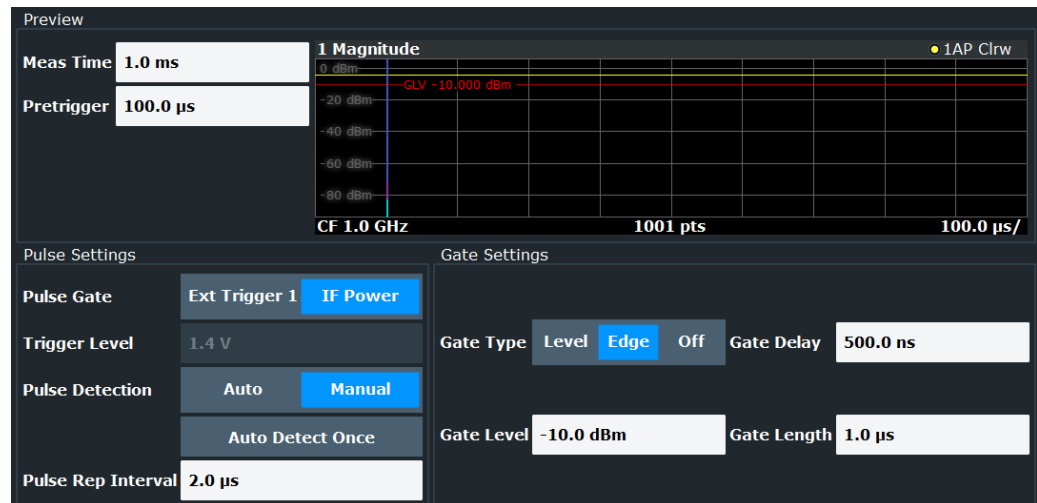 Preview
Meas Time 1.0 ms
Pretrigger 100.0 µs
1 Magnitude
1AP Clrw
0 dBm
GLV -10.000 dBm
-20 dBm
-40 dBm
-60 dBm
-80 dBm
CF 1.0 GHz 1001 pts 100.0 µs/
Pulse Settings
Pulse Gate Ext Trigger 1 IF Power
Trigger Level 1.4 V
Pulse Detection Auto Manual
Auto Detect Once
Pulse Rep Interval 2.0 µs
Gate Settings
Gate Type Level Edge Off Gate Delay 500.0 ns
Gate Level -10.0 dBm Gate Length 1.0 µs